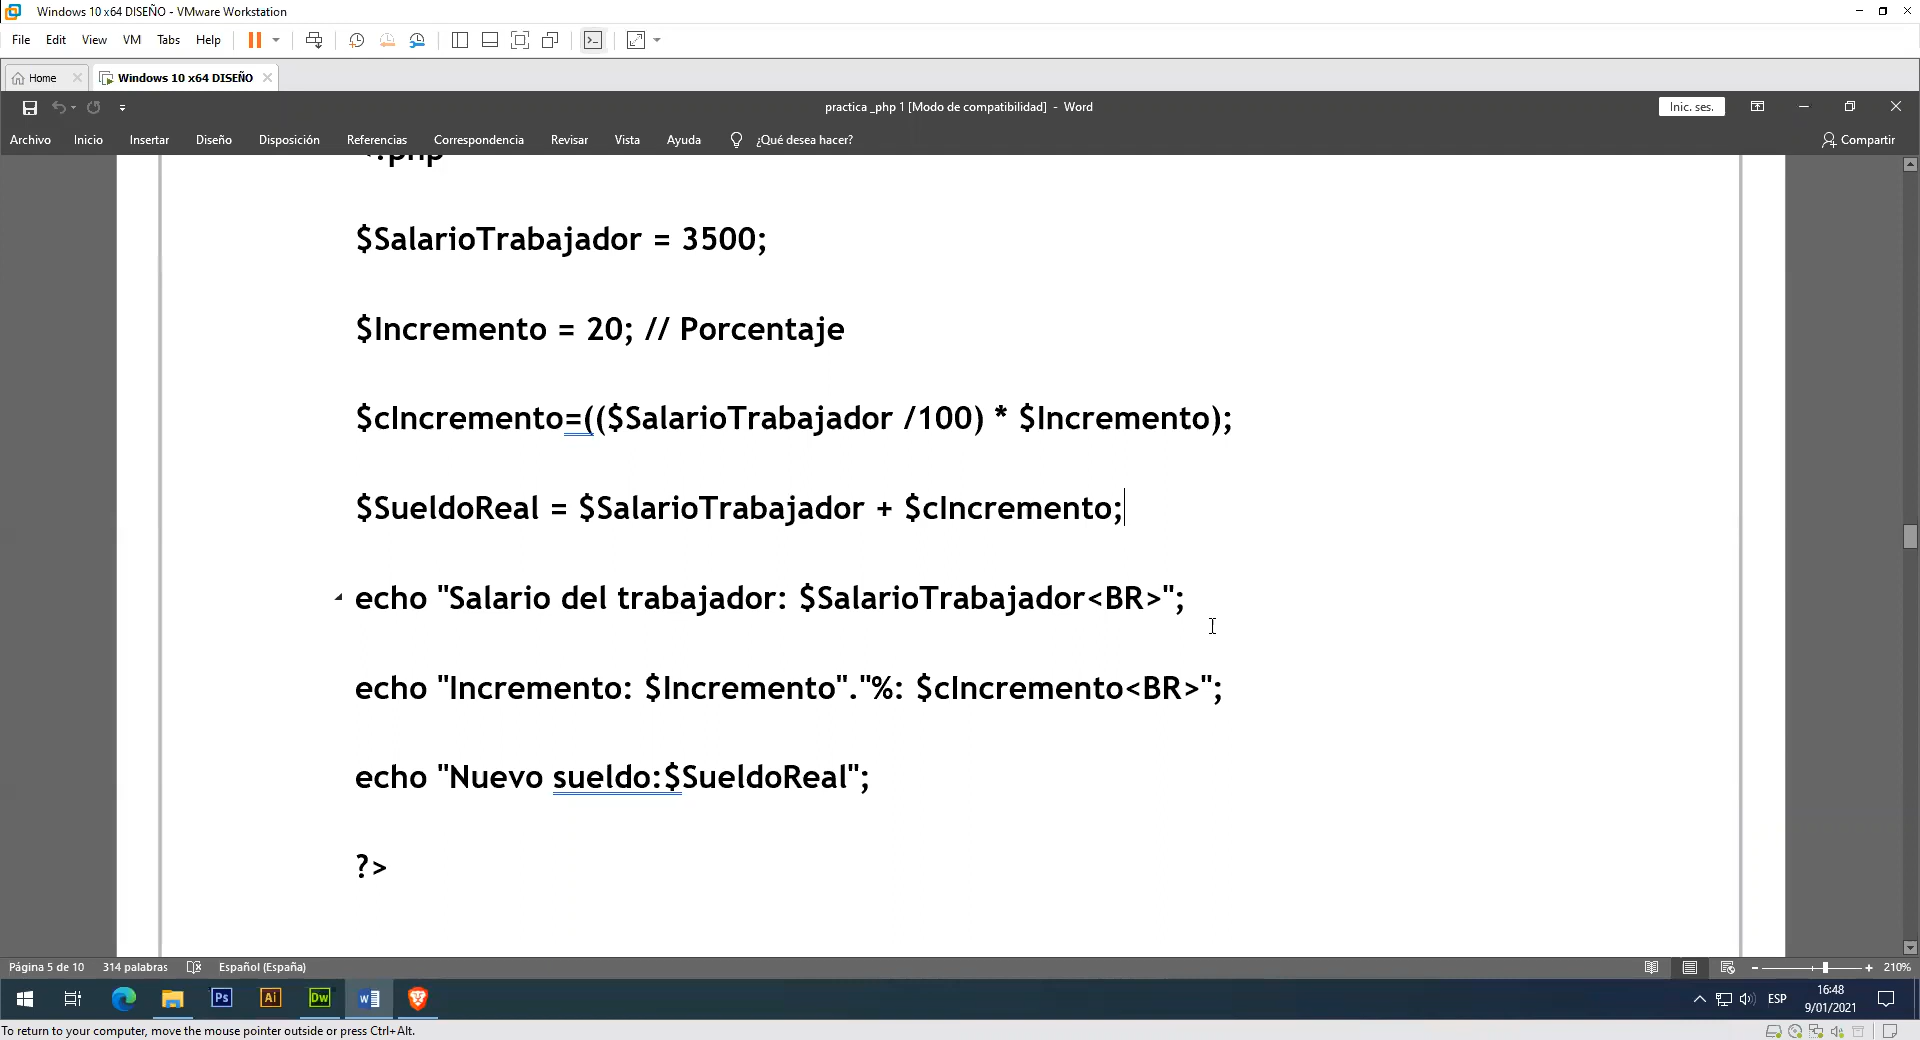 Windows 10 x64 DISEÑO - VMware Workstation
File Edit View VM Tabs Help
Home Windows 10 x64 DISEÑO
practica _php 1 [Modo de compatibilidad] - Word Inic. ses.
Archivo Inicio Insertar Diseño Disposición Referencias Correspondencia Revisar Vista Ayuda ¿Qué desea hacer? Compartir
<?php
$SalarioTrabajador = 3500;
$Incremento = 20; // Porcentaje
$cIncremento=(($SalarioTrabajador /100) * $Incremento);
$SueldoReal = $SalarioTrabajador + $cIncremento;
echo "Salario del trabajador: $SalarioTrabajador<BR>";
echo "Incremento: $Incremento"."%: $cIncremento<BR>";
echo "Nuevo sueldo:$SueldoReal";
?>
Página 5 de 10 314 palabras Español (España) 210%
Ps Ai Dw ESP 16:48
9/01/2021
To return to your computer, move the mouse pointer outside or press Ctrl+Alt.